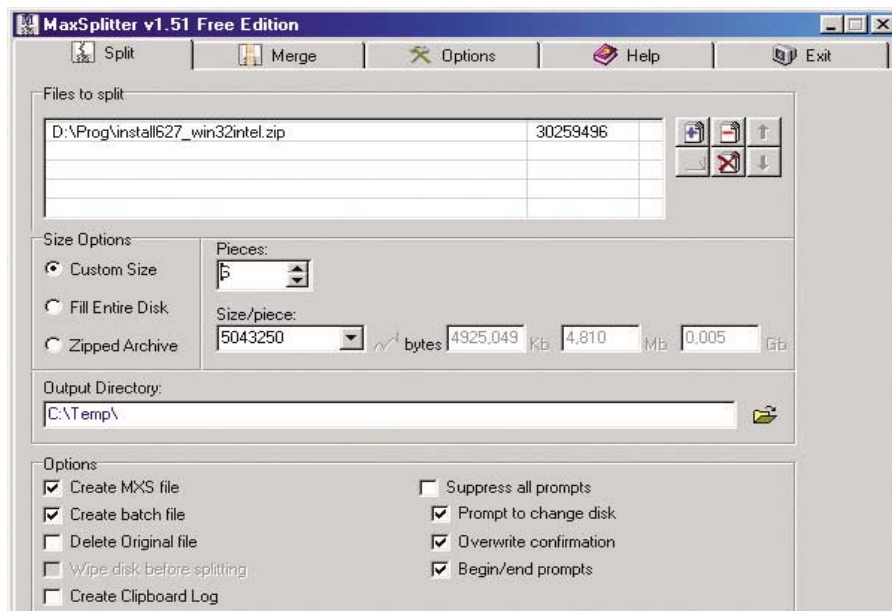 MaxSplitter v1.51 Free Edition
Split
Merge
Options
Help
Exit
Files to split
D:\Prog\install627_win32intel.zip 30259496
Size Options
Custom Size
Fill Entire Disk
Zipped Archive
Pieces:
Size/piece:
5043250 bytes 4925,049 Kb 4,810 Mb 0,005 Gb
Output Directory:
C:\Temp\
Options
Create MXS file
Create batch file
Delete Original file
Wipe disk before splitting
Create Clipboard Log
Suppress all prompts
Prompt to change disk
Overwrite confirmation
Begin/end prompts